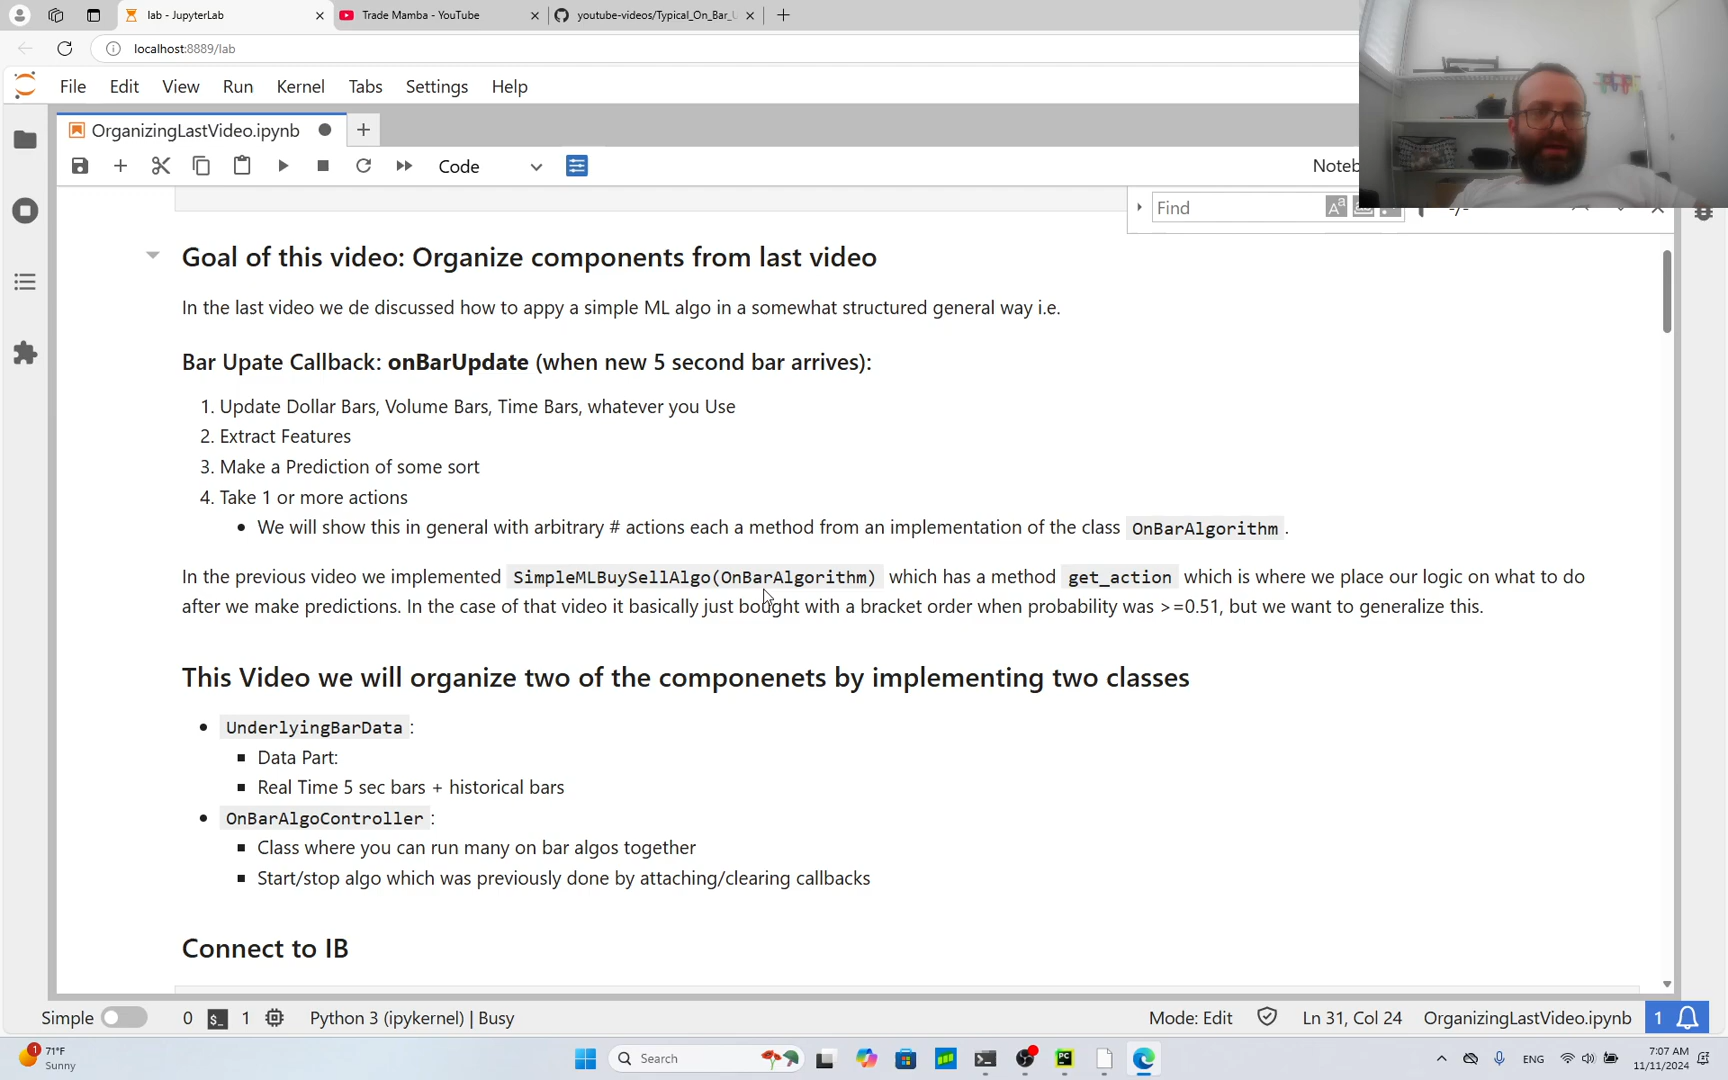 lab - JupyterLab
Trade Mamba - YouTube
youtube-videos/Typical_On_Bar_U
localhost:8889/lab
File Edit View Run Kernel Tabs Settings Help
OrganizingLastVideo.ipynb
Code
Noteb
Find
Goal of this video: Organize components from last video
In the last video we de discussed how to appy a simple ML algo in a somewhat structured general way i.e.
Bar Upate Callback: onBarUpdate (when new 5 second bar arrives):
1. Update Dollar Bars, Volume Bars, Time Bars, whatever you Use
2. Extract Features
3. Make a Prediction of some sort
4. Take 1 or more actions
We will show this in general with arbitrary # actions each a method from an implementation of the class OnBarAlgorithm.
In the previous video we implemented SimpleMLBuySellAlgo(OnBarAlgorithm) which has a method get_action which is where we place our logic on what to do
after we make predictions. In the case of that video it basically just bought with a bracket order when probability was >=0.51, but we want to generalize this.
This Video we will organize two of the componenets by implementing two classes
UnderlyingBarData:
Data Part:
Real Time 5 sec bars + historical bars
OnBarAlgoController:
Class where you can run many on bar algos together
Start/stop algo which was previously done by attaching/clearing callbacks
Connect to IB
Simple 0 1 Python 3 (ipykernel) | Busy Mode: Edit Ln 31, Col 24 OrganizingLastVideo.ipynb 1
1 71°F
Sunny
Search
ENG
7:07 AM
11/11/2024